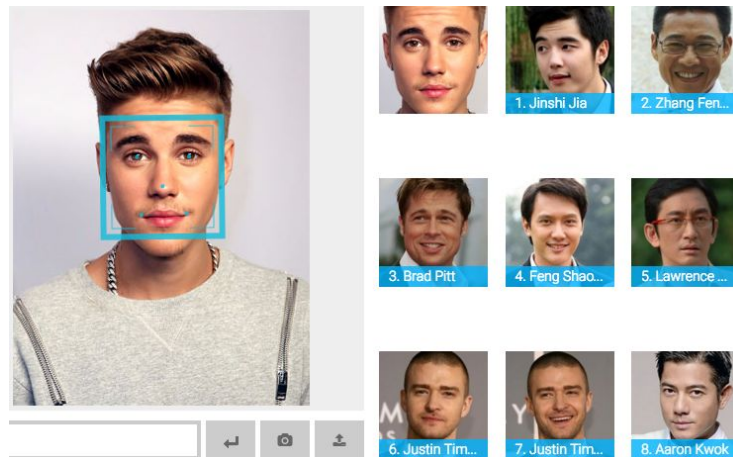 1. Jinshi Jia
2. Zhang Fen...
3. Brad Pitt
4. Feng Shao...
5. Lawrence ...
6. Justin Tim...
7. Justin Tim...
8. Aaron Kwok